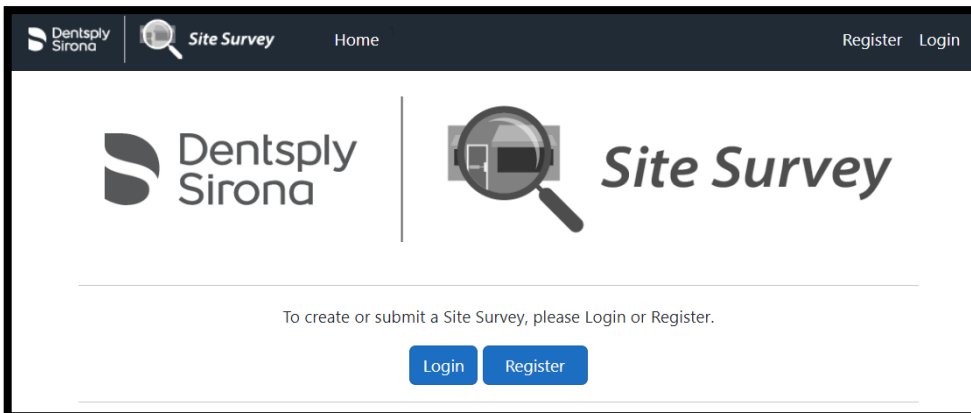 Dentsply
Sirona
Site Survey
Home
Register
Login
Dentsply
Sirona
Site Survey
To create or submit a Site Survey, please Login or Register.
Login
Register